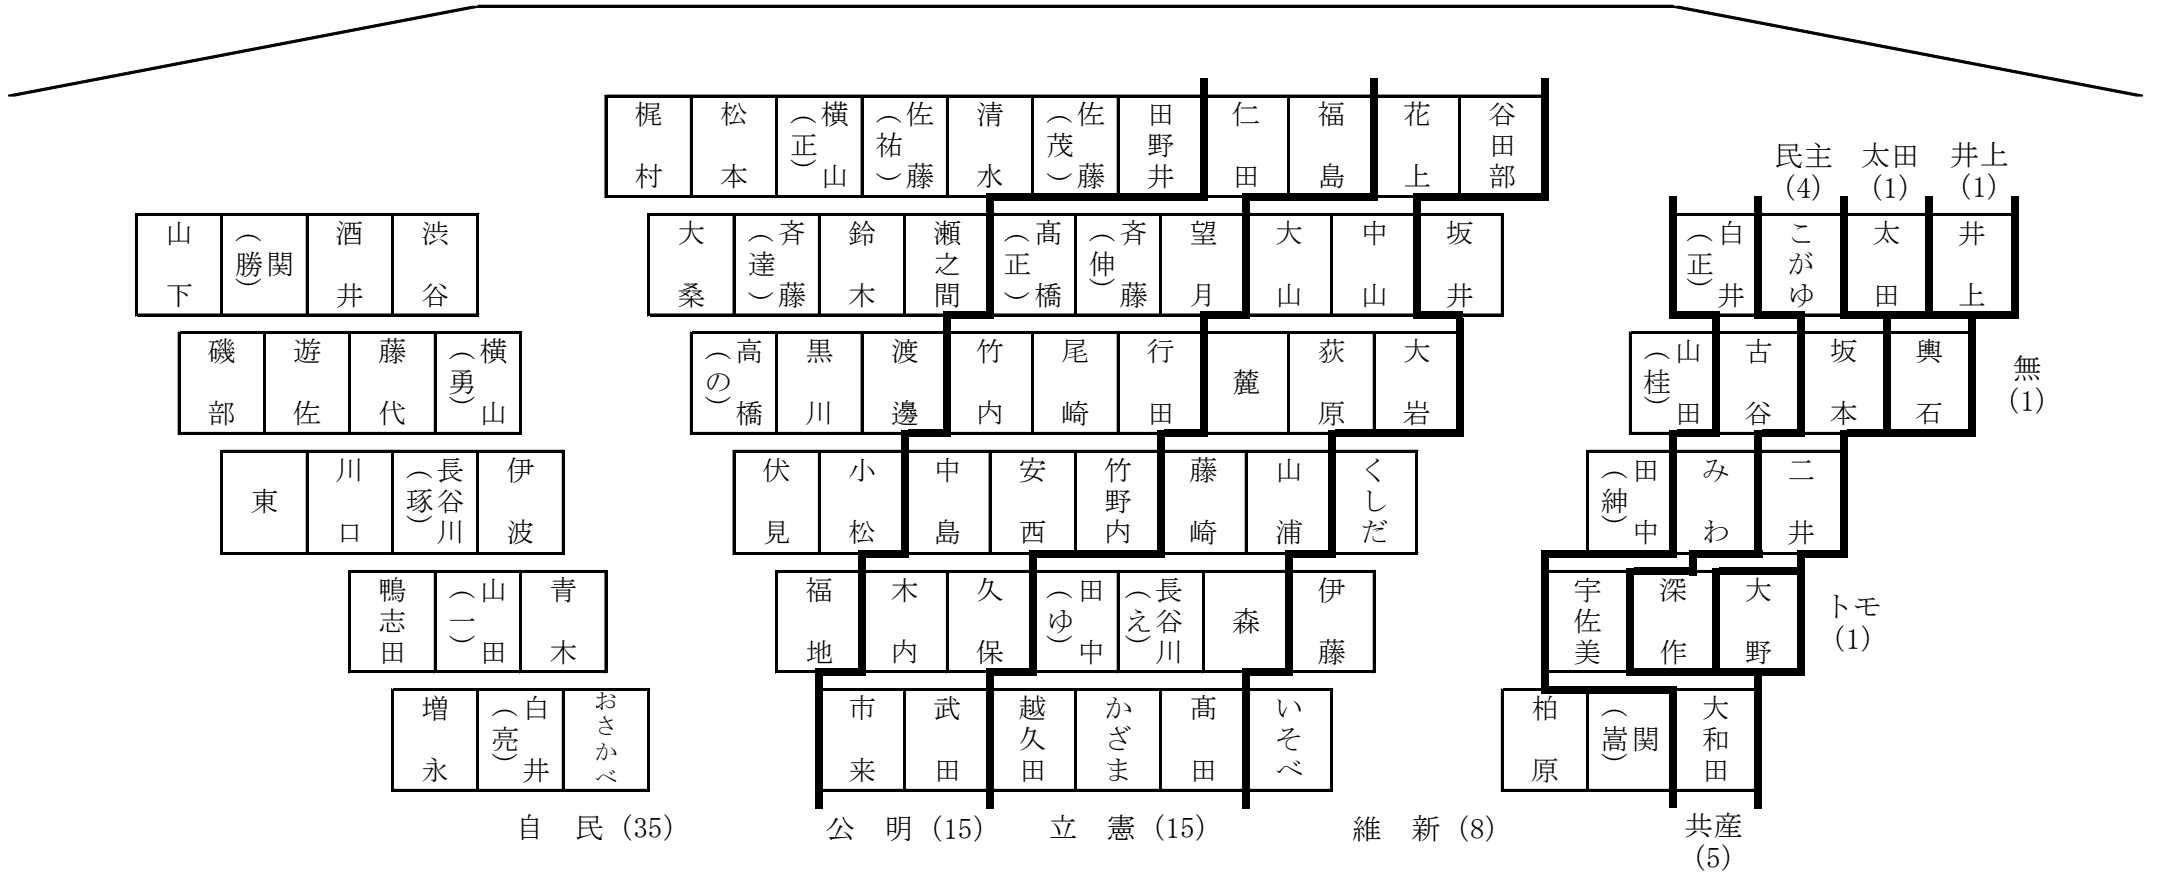 梶村 松本 横山(正) 佐藤(祐) 清水 佐藤(茂) 田野井 仁田 福島 花上 谷田部
民主 太田 井上
(4) (1) (1)
山下 関(勝) 酒井 渋谷 大桑 斉藤(達) 鈴木 瀬之間 髙橋(正) 斉藤(伸) 望月 大山 中山 坂井 白井(正) こがゆ 太田 井上
磯部 遊佐 藤代 横山(勇) 高橋(の) 黒川 渡邊 竹内 尾崎 行田 麓 荻原 大岩 山田(桂) 古谷 坂本 輿石 無
(1)
東 川口 長谷川(琢) 伊波 伏見 小松 中島 安西 竹野内 藤崎 山浦 くしだ 田中(紳) みわ 二井
鴨志田 山田(一) 青木 福地 木内 久保 田中(ゆ) 長谷川(え) 森 伊藤 宇佐美 深作 大野 トモ
(1)
増永 白井(亮) おさかべ 市来 武田 越久田 かざま 髙田 いそべ 柏原 関(嵩) 大和田
自 民 (35) 公 明 (15) 立 憲 (15) 維 新 (8) 共産
(5)